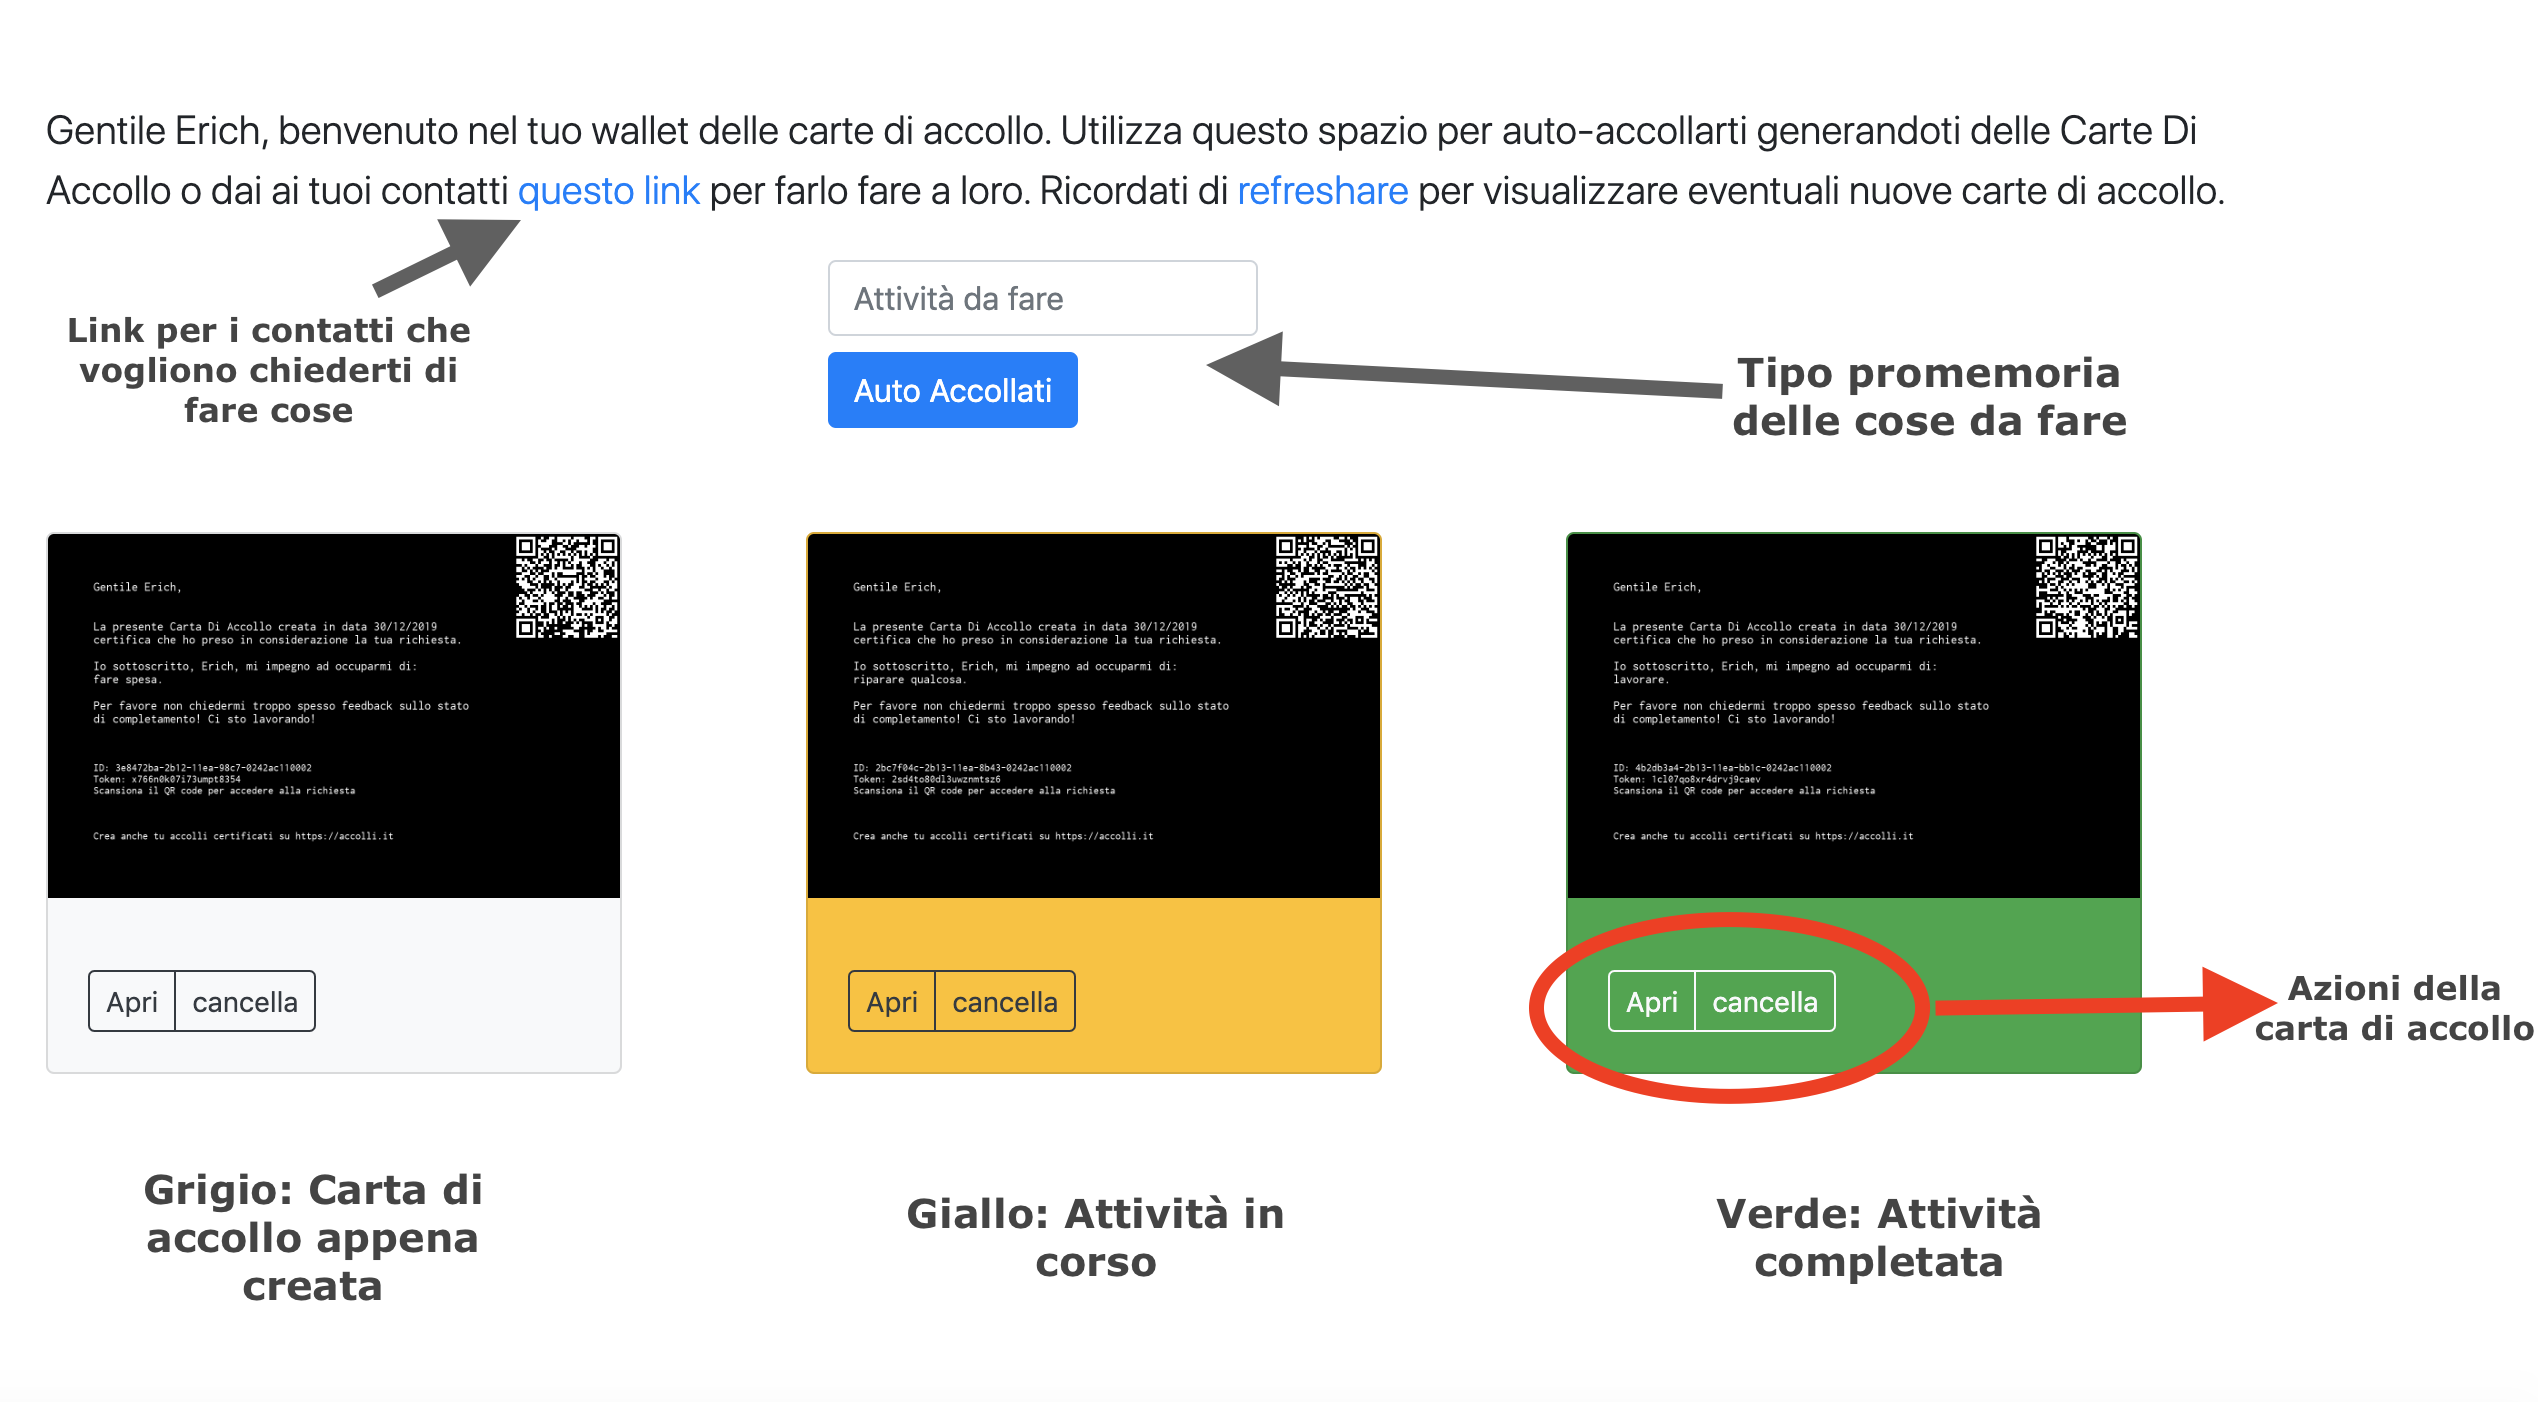 Gentile Erich, benvenuto nel tuo wallet delle carte di accollo. Utilizza questo spazio per auto-accollarti generandoti delle Carte Di
Accollo o dai ai tuoi contatti questo link per farlo fare a loro. Ricordati di refreshare per visualizzare eventuali nuove carte di accollo.
Link per i contatti che
vogliono chiederti di
fare cose
Attività da fare
Auto Accollati
Tipo promemoria
delle cose da fare
Gentile Erich,
La presente Carta Di Accollo creata in data 30/12/2019
certifica che ho preso in considerazione la tua richiesta.
Io sottoscritto, Erich, mi impegno ad occuparmi di:
fare spesa.
Per favore non chiedermi troppo spesso feedback sullo stato
di completamento! Ci sto lavorando!
ID: 3e8472ba-2b12-11ea-98c7-0242ac110002
Token: x766n0k07i73umpt8354
Scansiona il QR code per accedere alla richiesta
Crea anche tu accolli certificati su https://accolli.it
Apri
cancella
Grigio: Carta di
accollo appena
creata
Gentile Erich,
La presente Carta Di Accollo creata in data 30/12/2019
certifica che ho preso in considerazione la tua richiesta.
Io sottoscritto, Erich, mi impegno ad occuparmi di:
riparare qualcosa.
Per favore non chiedermi troppo spesso feedback sullo stato
di completamento! Ci sto lavorando!
ID: 2bc7f04c-2b13-11ea-8b43-0242ac110002
Token: 2sd4to80dl3uwznmtsz6
Scansiona il QR code per accedere alla richiesta
Crea anche tu accolli certificati su https://accolli.it
Apri
cancella
Giallo: Attività in
corso
Gentile Erich,
La presente Carta Di Accollo creata in data 30/12/2019
certifica che ho preso in considerazione la tua richiesta.
Io sottoscritto, Erich, mi impegno ad occuparmi di:
lavorare.
Per favore non chiedermi troppo spesso feedback sullo stato
di completamento! Ci sto lavorando!
ID: 4b2db3a4-2b13-11ea-bb1c-0242ac110002
Token: 1cl07qo8xr4drvj9caev
Scansiona il QR code per accedere alla richiesta
Crea anche tu accolli certificati su https://accolli.it
Apri
cancella
Azioni della
carta di accollo
Verde: Attività
completata